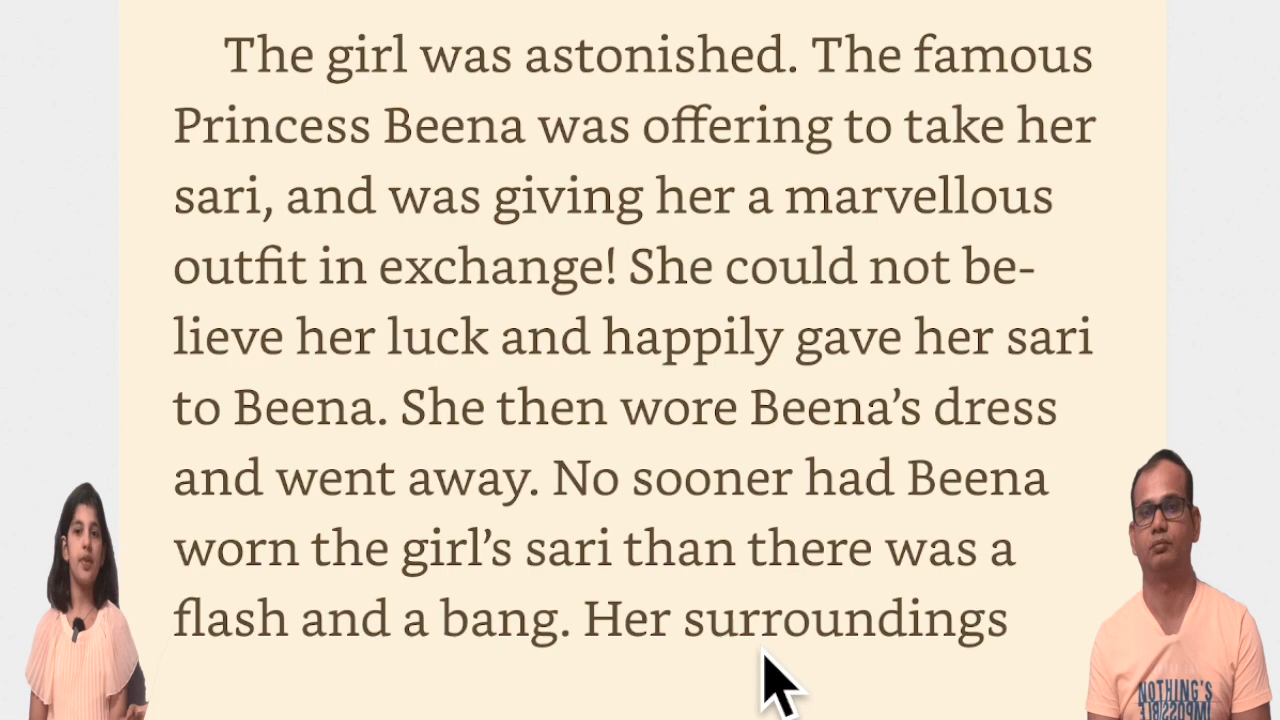 The girl was astonished. The famous
Princess Beena was offering to take her
sari, and was giving her a marvellous
outfit in exchange! She could not be-
lieve her luck and happily gave her sari
to Beena. She then wore Beena’s dress
and went away. No sooner had Beena
worn the girl’s sari than there was a
flash and a bang. Her surroundings
NOTHING'S
IMPOSSIBLE